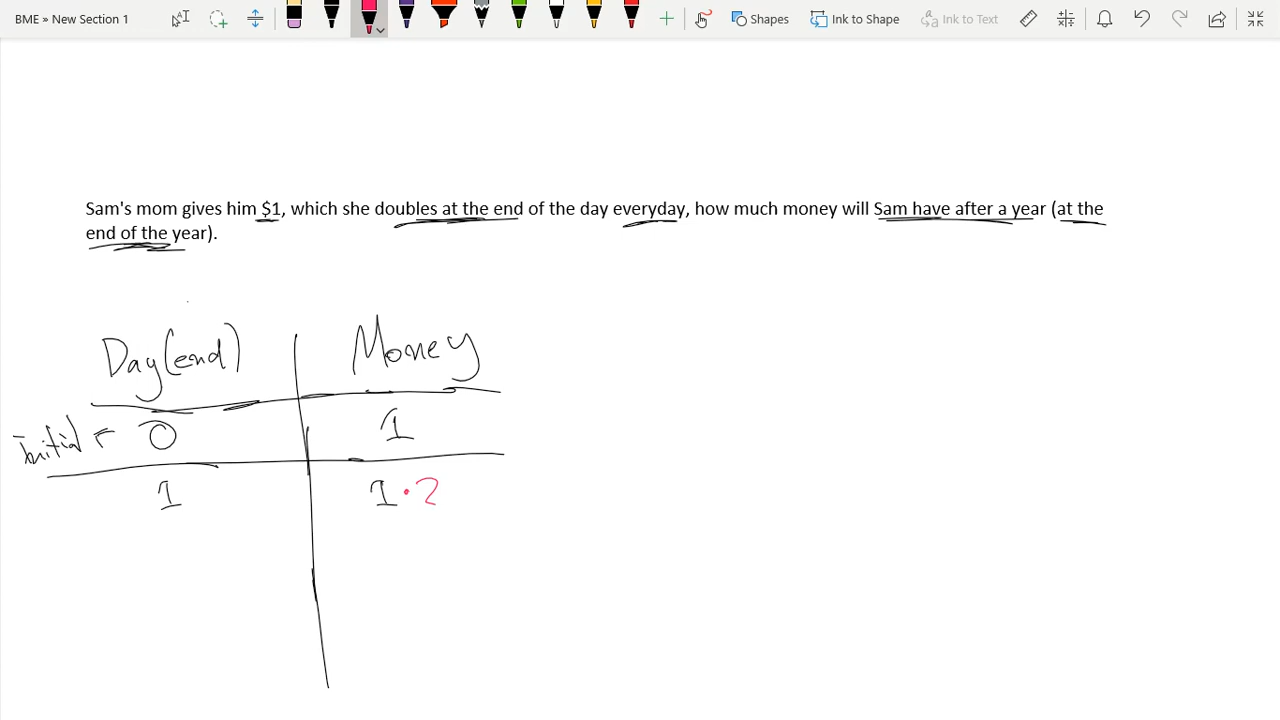 BME » New Section 1
Shapes
Ink to Shape
Ink to Text
Sam's mom gives him $1, which she doubles at the end of the day everyday, how much money will Sam have after a year (at the
end of the year).
Day(end) Money
0 1
1 1·2